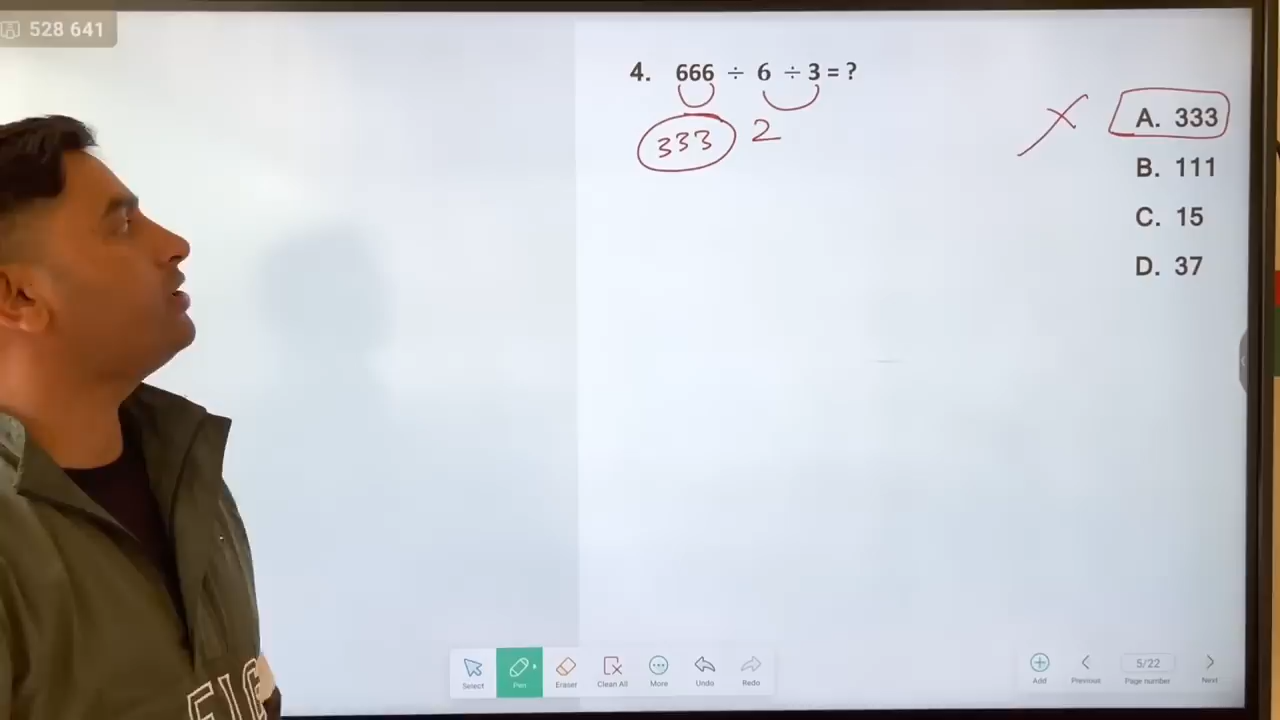 528 641
4. 666 ÷ 6 ÷ 3 = ?
333 2
A. 333
B. 111
C. 15
D. 37
Select Pen Eraser Clean All More Undo Redo
Add Previous 5/22 Page number Next